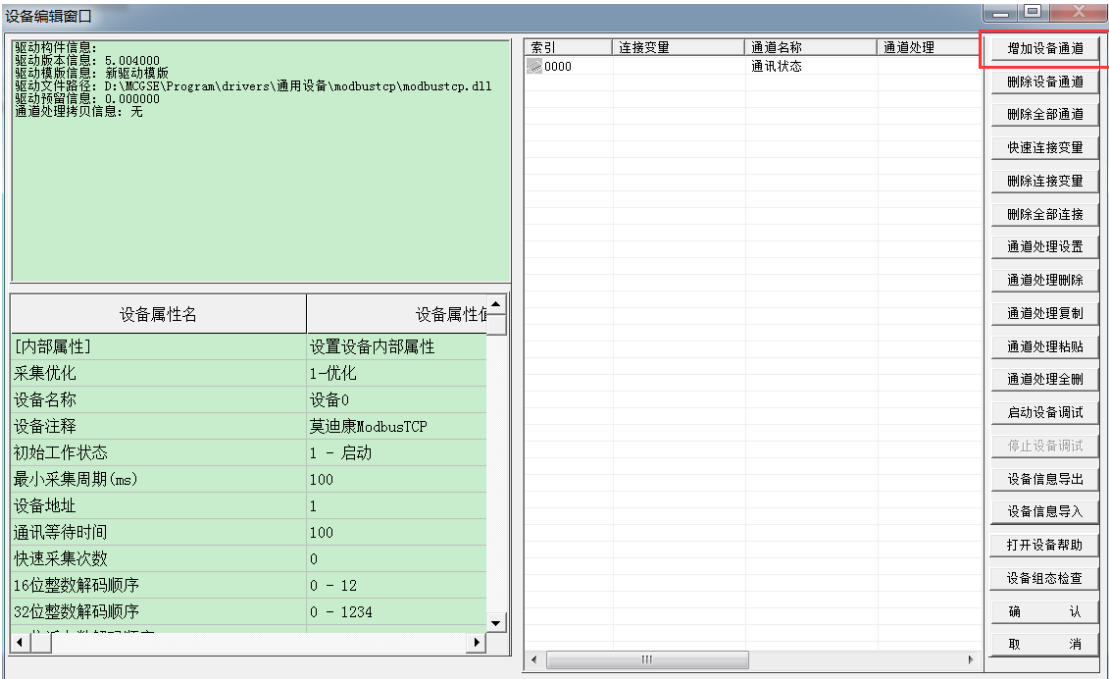 设备编辑窗口
驱动构件信息:
驱动版本信息: 5.004000
驱动模版信息: 新驱动模版
驱动文件路径: D:\MCGSE\Program\drivers\通用设备\modbustcp\modbustcp.dll
驱动预留信息: 0.000000
通道处理拷贝信息: 无
设备属性名 设备属性值
[内部属性] 设置设备内部属性
采集优化 1-优化
设备名称 设备0
设备注释 莫迪康ModbusTCP
初始工作状态 1 - 启动
最小采集周期(ms) 100
设备地址 1
通讯等待时间 100
快速采集次数 0
16位整数解码顺序 0 - 12
32位整数解码顺序 0 - 1234
索引 连接变量 通道名称 通道处理
0000 通讯状态
增加设备通道
删除设备通道
删除全部通道
快速连接变量
删除连接变量
删除全部连接
通道处理设置
通道处理删除
通道处理复制
通道处理粘贴
通道处理全删
启动设备调试
停止设备调试
设备信息导出
设备信息导入
打开设备帮助
设备组态检查
确 认
取 消